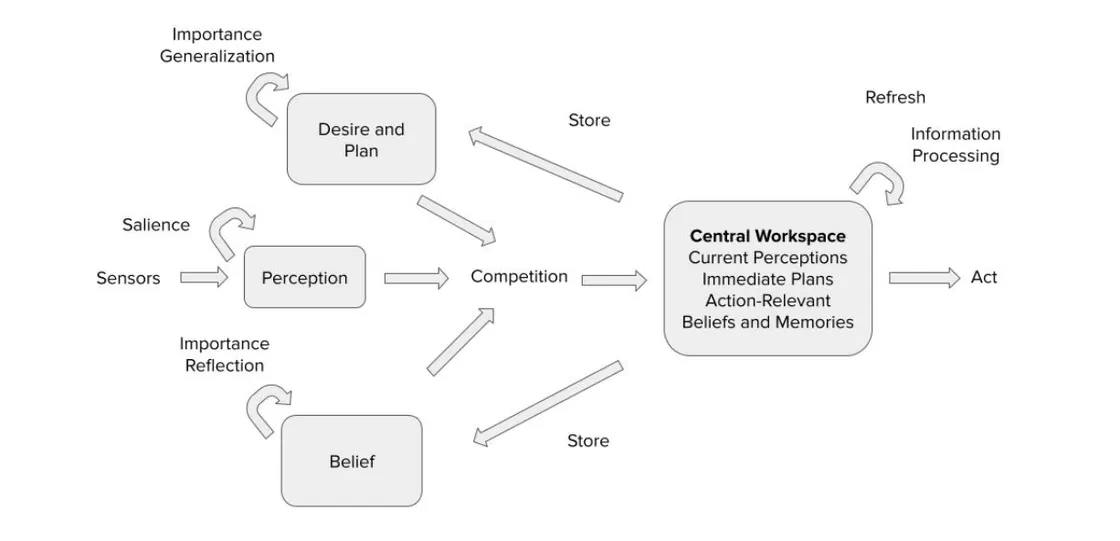 Importance
Generalization
Desire and
Plan
Store
Refresh
Information
Processing
Salience
Sensors
Perception
Competition
Central Workspace
Current Perceptions
Immediate Plans
Action-Relevant
Beliefs and Memories
Act
Importance
Reflection
Belief
Store